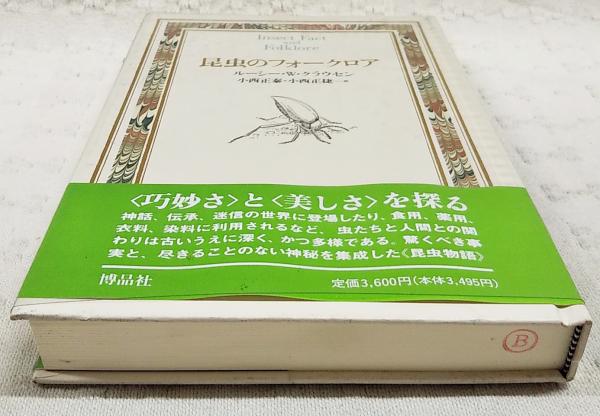 Insect Fact
and
Folklore
昆虫のフォークロア
ルーシー・W・クラウセン
小西正泰・小西正捷=訳
〈巧妙さ〉と〈美しさ〉を探る
神話、伝承、迷信の世界に登場したり、食用、薬用、
衣料、染料に利用されるなど、虫たちと人間との関
わりは古いうえに深く、かつ多様である。驚くべき事
実と、尽きることのない神秘を集成した《昆虫物語》
博品社
定価3,600円(本体3,495円)
B